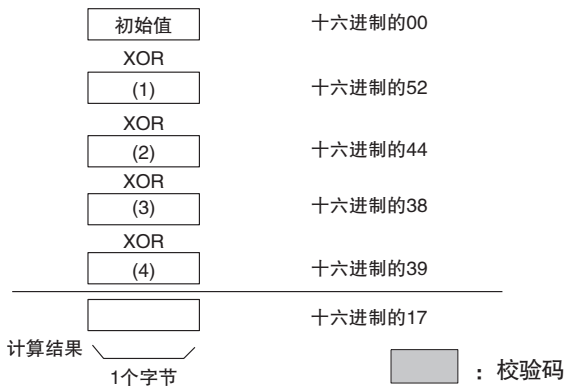 初始值 十六进制的00
XOR
(1) 十六进制的52
XOR
(2) 十六进制的44
XOR
(3) 十六进制的38
XOR
(4) 十六进制的39
十六进制的17
计算结果
1个字节
：校验码